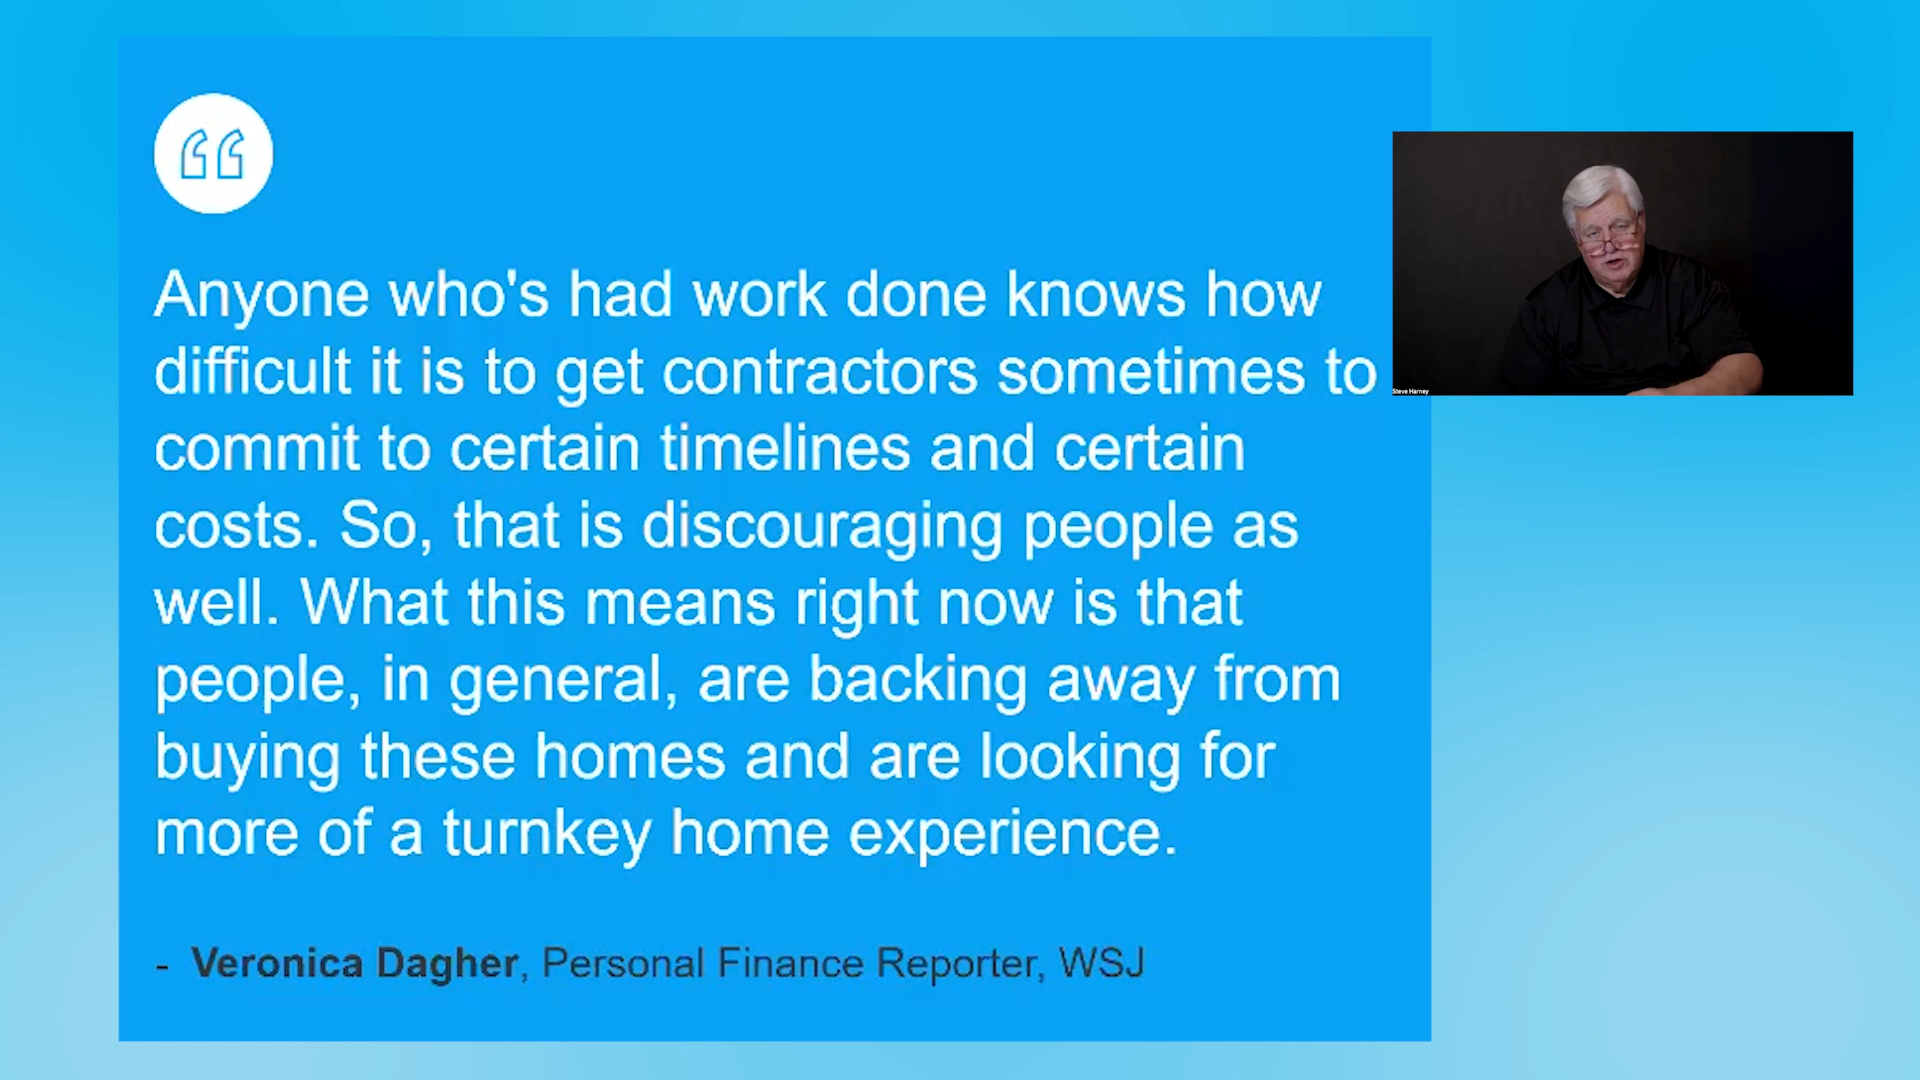 Anyone who's had work done knows how
difficult it is to get contractors sometimes to
commit to certain timelines and certain
costs. So, that is discouraging people as
well. What this means right now is that
people, in general, are backing away from
buying these homes and are looking for
more of a turnkey home experience.
- Veronica Dagher, Personal Finance Reporter, WSJ
Steve Harney